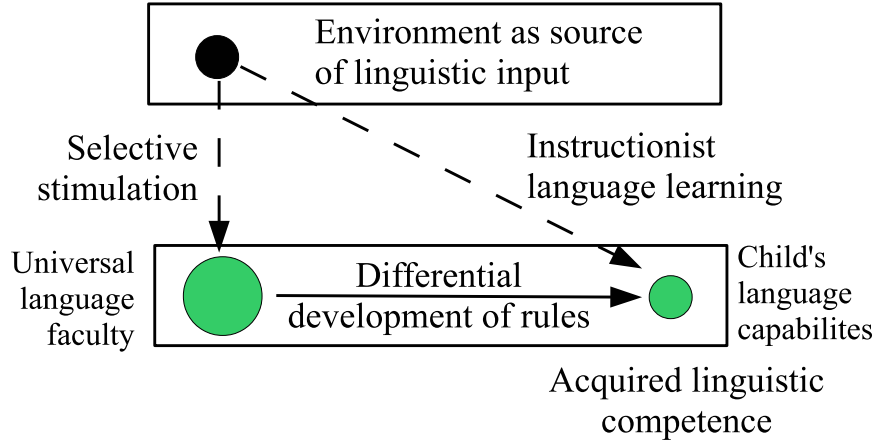 Environment as source
of linguistic input
Selective
stimulation
Instructionist
language learning
Universal
language
faculty
Differential
development of rules
Child's
language
capabilites
Acquired linguistic
competence